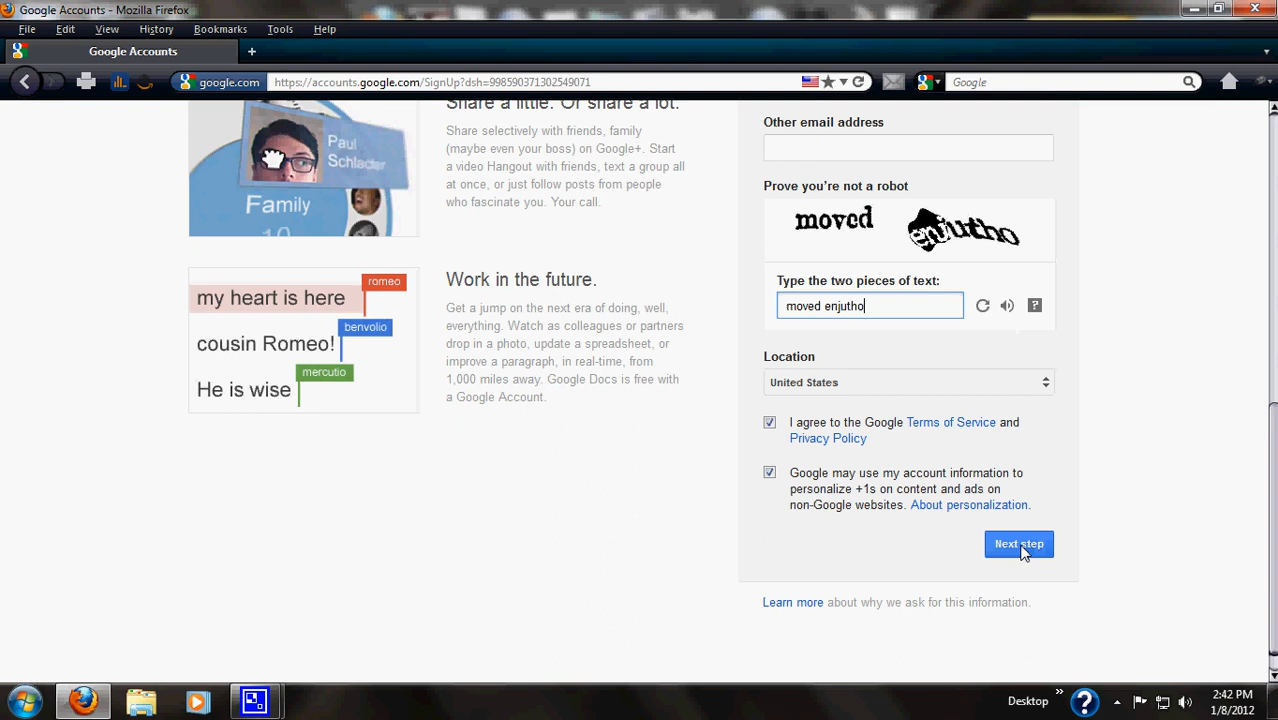 Google Accounts - Mozilla Firefox
File Edit View History Bookmarks Tools Help
Google Accounts +
google.com https://accounts.google.com/SignUp?dsh=998590371302549071 Google
Share a little. Or share a lot.
Share selectively with friends, family
(maybe even your boss) on Google+. Start
a video Hangout with friends, text a group all
at once, or just follow posts from people
who fascinate you. Your call.
Paul
Schlacter
Family
10
Work in the future.
Get a jump on the next era of doing, well,
everything. Watch as colleagues or partners
drop in a photo, update a spreadsheet, or
improve a paragraph, in real-time, from
1,000 miles away. Google Docs is free with
a Google Account.
romeo
my heart is here
benvolio
cousin Romeo!
mercutio
He is wise
Other email address
Prove you're not a robot
moved enjutho
Type the two pieces of text:
moved enjutho
?
Location
United States
I agree to the Google Terms of Service and
Privacy Policy
Google may use my account information to
personalize +1s on content and ads on
non-Google websites. About personalization.
Next step
Learn more about why we ask for this information.
Desktop » ? 2:42 PM
1/8/2012